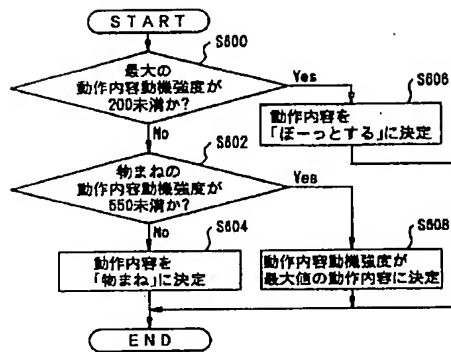 START
S600
最大の
動作内容動機強度が
200未満か?
Yes
S606
動作内容を
「ぼーっとする」に決定
No
S602
物まねの
動作内容動機強度が
550未満か?
Yes
No
S604
動作内容を
「物まね」に決定
S608
動作内容動機強度が
最大値の動作内容に決定
END